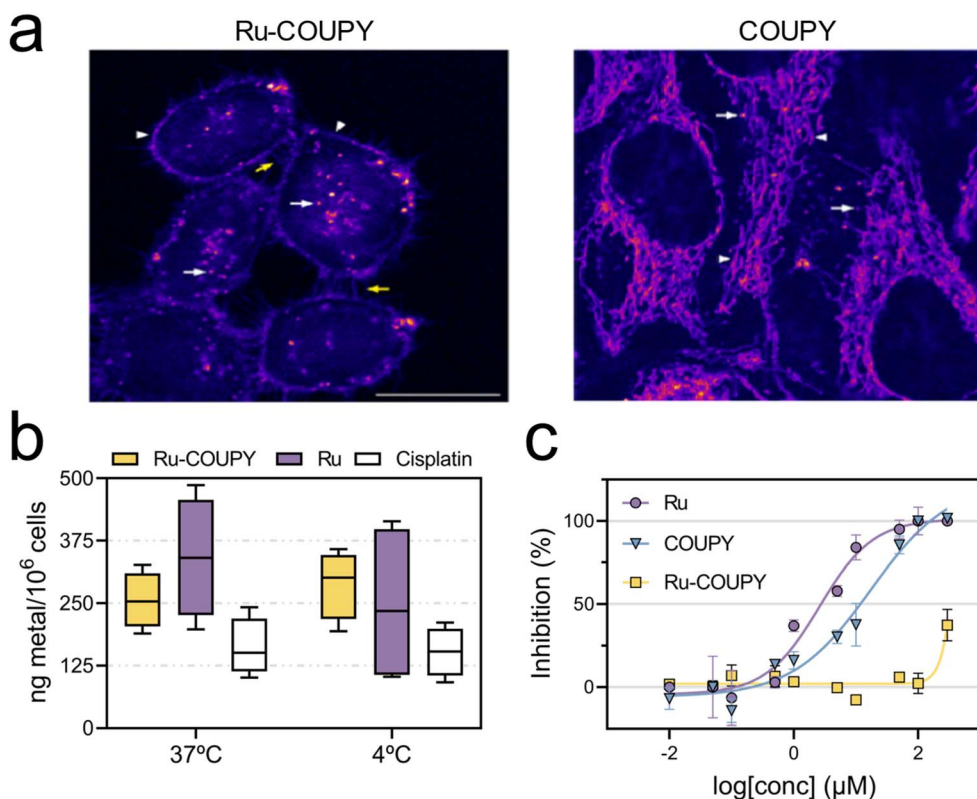 a
Ru-COUPY
COUPY
b
Ru-COUPY Ru Cisplatin
ng metal/10⁶ cells
500
375
250
125
0
37ºC
4ºC
c
Ru
COUPY
Ru-COUPY
Inhibition (%)
100
50
0
-2
0
2
log[conc] (µM)